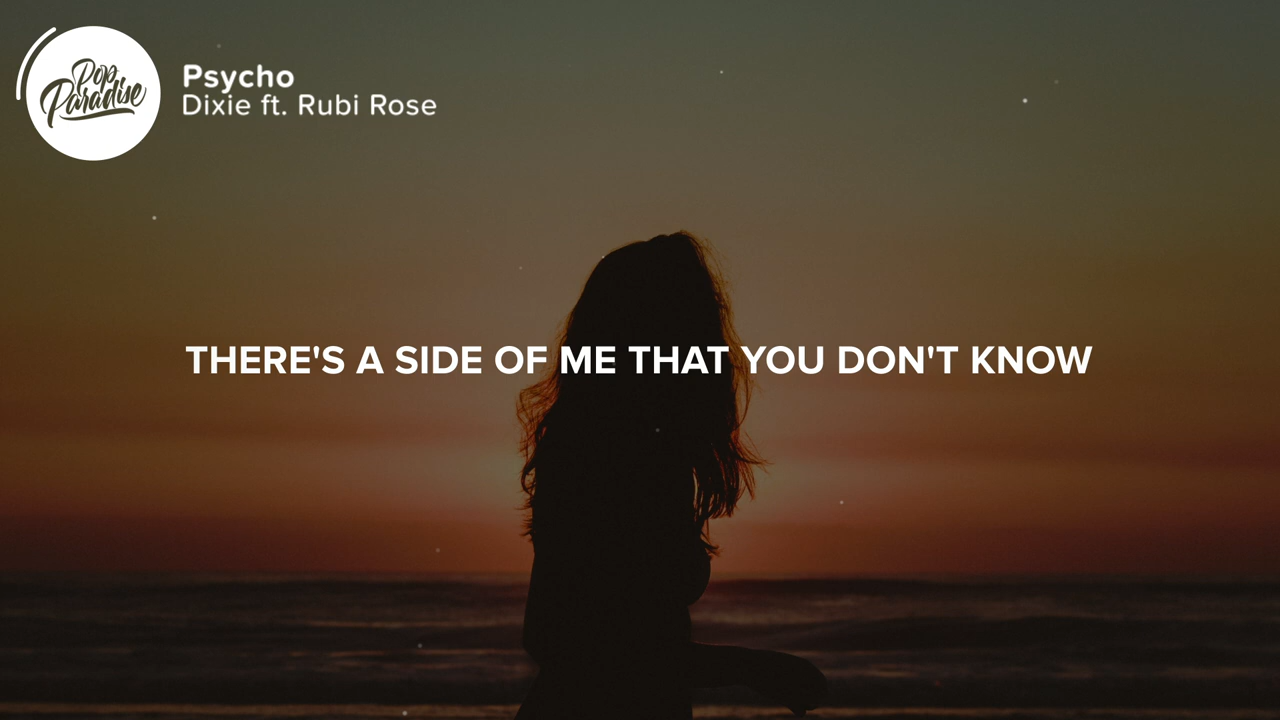 Pop
Paradise
Psycho
Dixie ft. Rubi Rose
THERE'S A SIDE OF ME THAT YOU DON'T KNOW